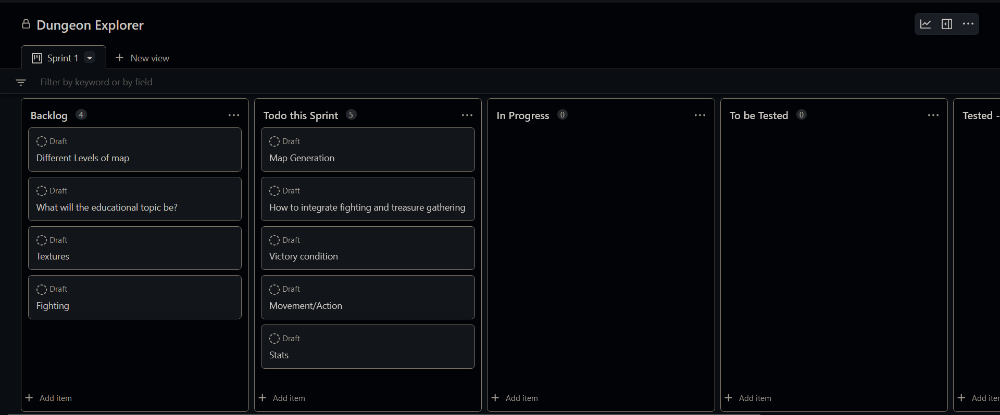 Dungeon Explorer
Sprint 1
New view
Filter by keyword or by field
Backlog 4
Draft
Different Levels of map
Draft
What will the educational topic be?
Draft
Textures
Draft
Fighting
Add item
Todo this Sprint 5
Draft
Map Generation
Draft
How to integrate fighting and treasure gathering
Draft
Victory condition
Draft
Movement/Action
Draft
Stats
Add item
In Progress 0
Add item
To be Tested 0
Add item
Tested -
Add iter